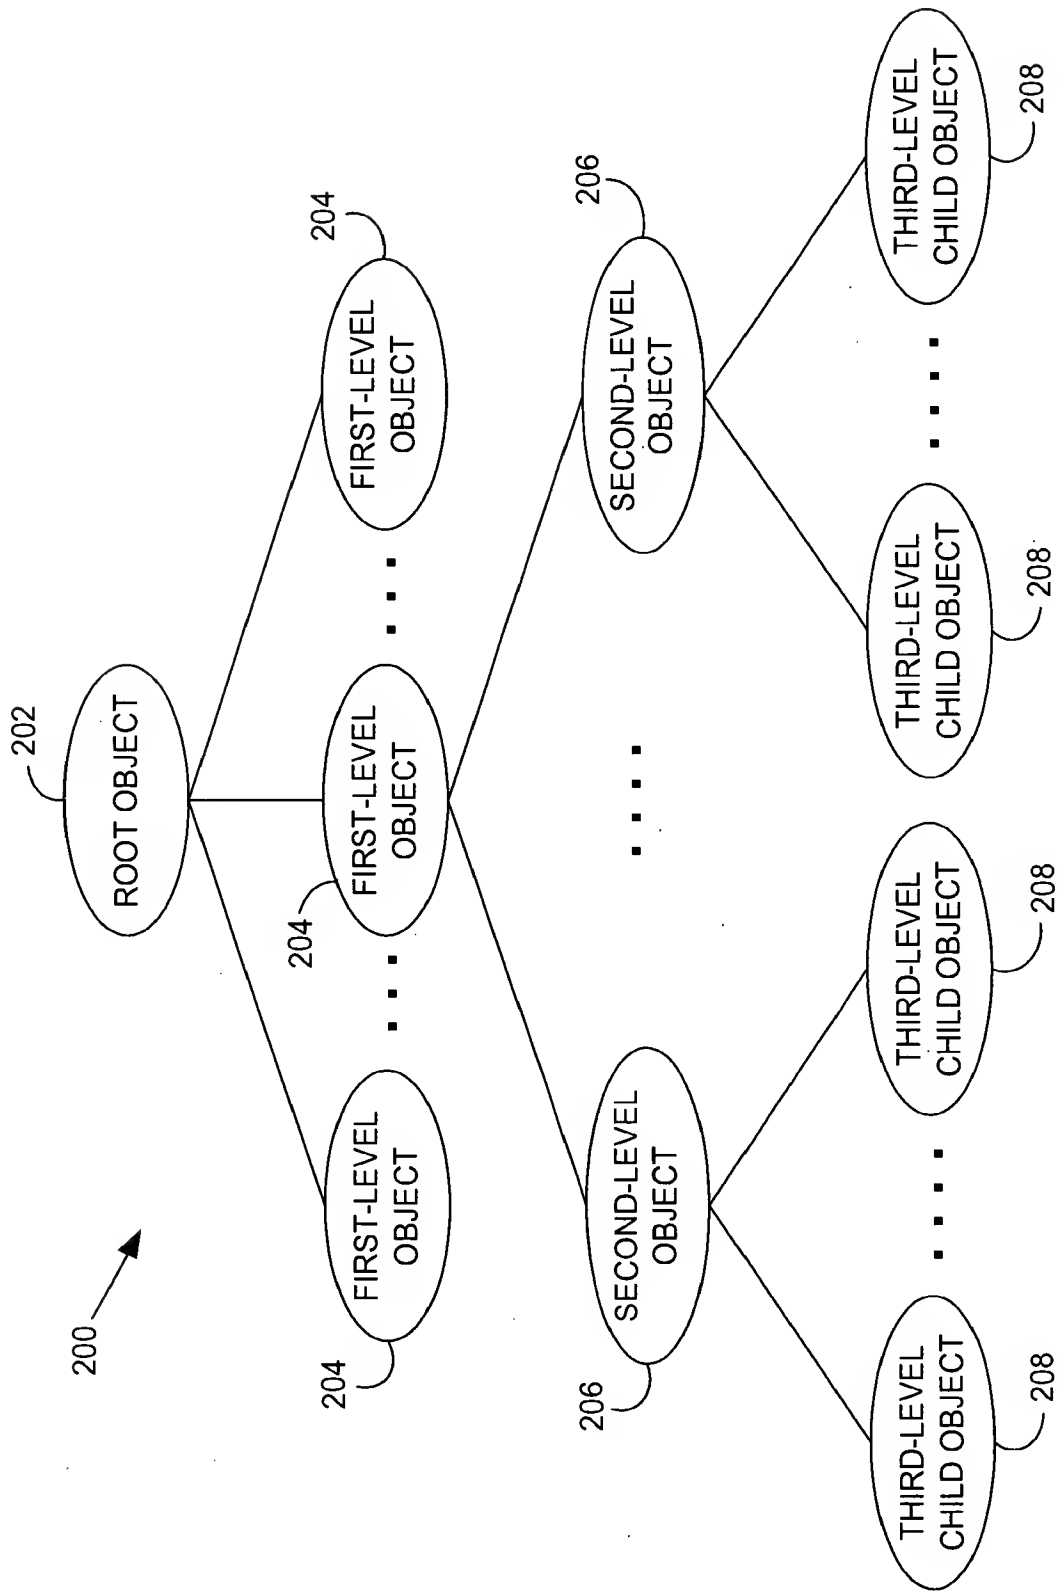 200
202
ROOT OBJECT
204
204
204
FIRST-LEVEL
OBJECT
FIRST-LEVEL
OBJECT
FIRST-LEVEL
OBJECT
206
206
SECOND-LEVEL
OBJECT
SECOND-LEVEL
OBJECT
THIRD-LEVEL
CHILD OBJECT
THIRD-LEVEL
CHILD OBJECT
THIRD-LEVEL
CHILD OBJECT
THIRD-LEVEL
CHILD OBJECT
208
208
208
208